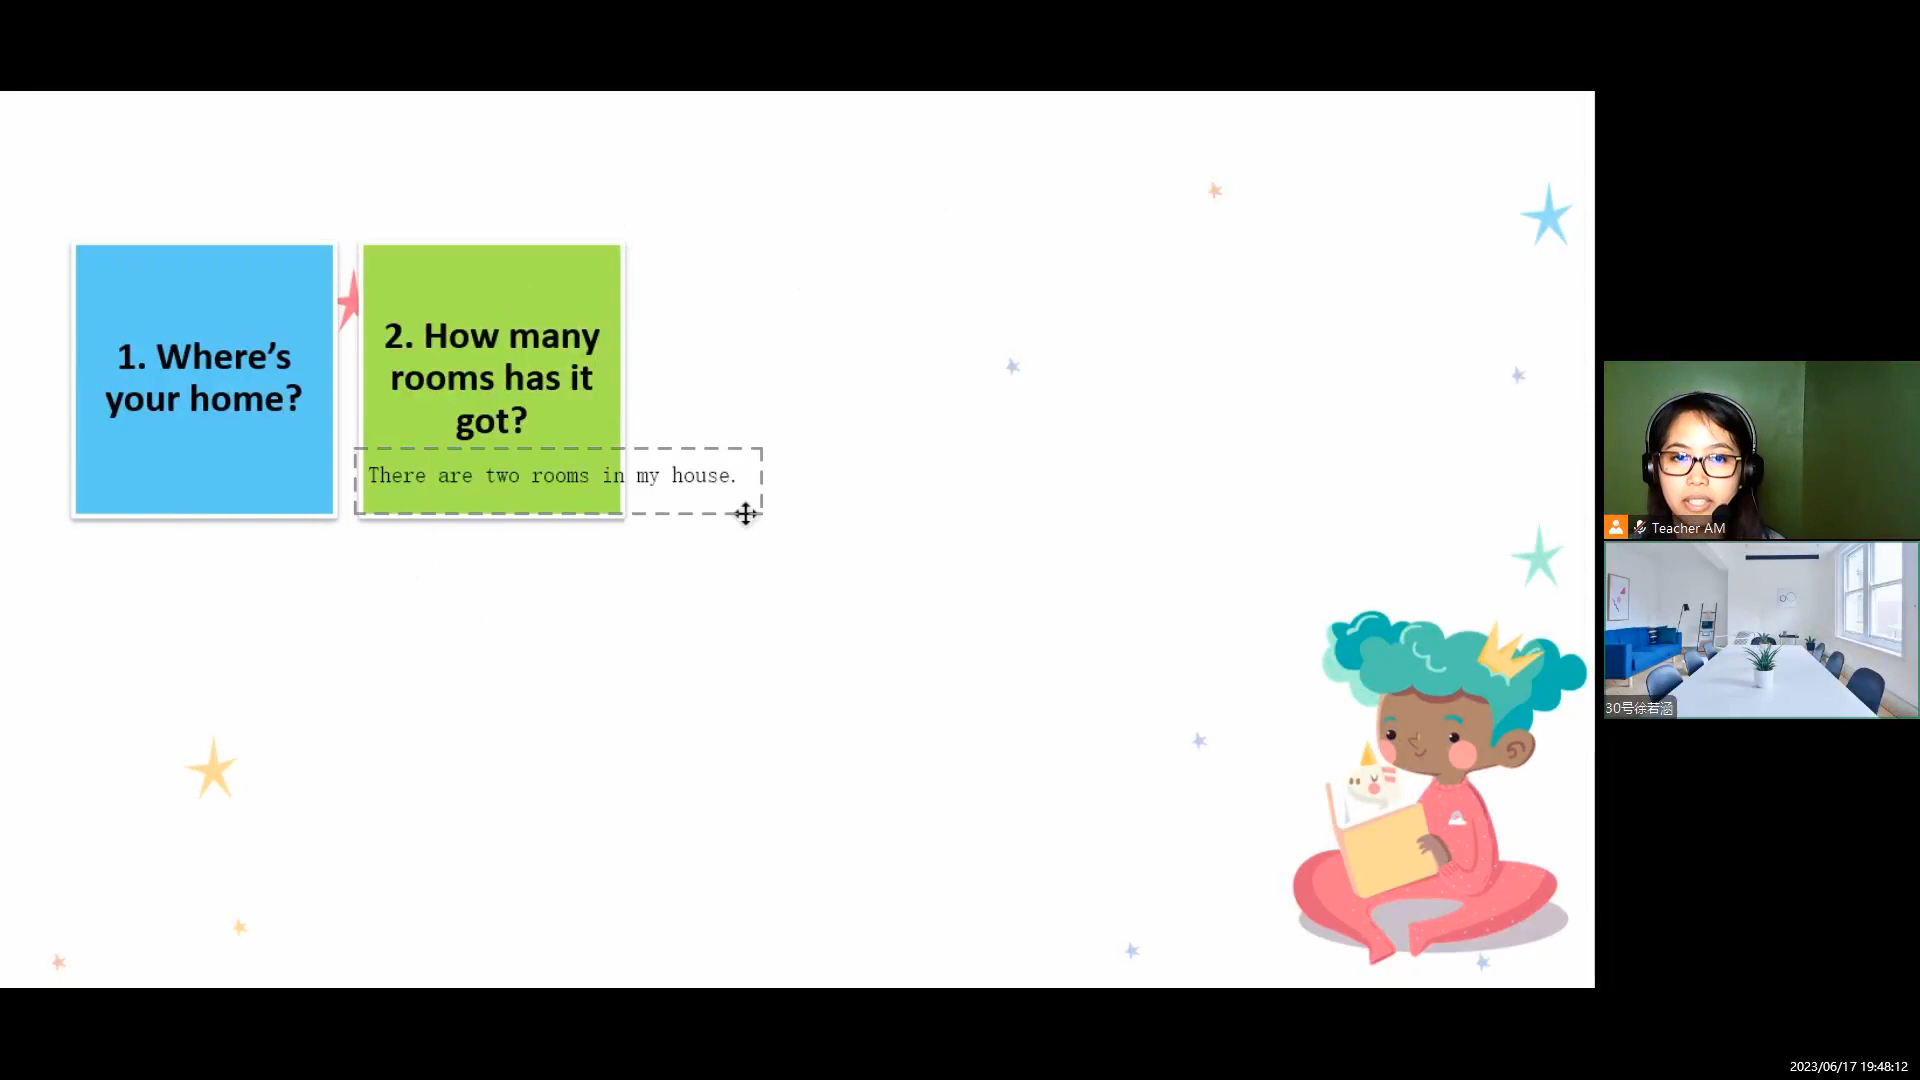 1. Where’s
your home?
2. How many
rooms has it
got?
There are two rooms in my house.
Teacher AM
30号徐若涵
2023/06/17 19:48:12